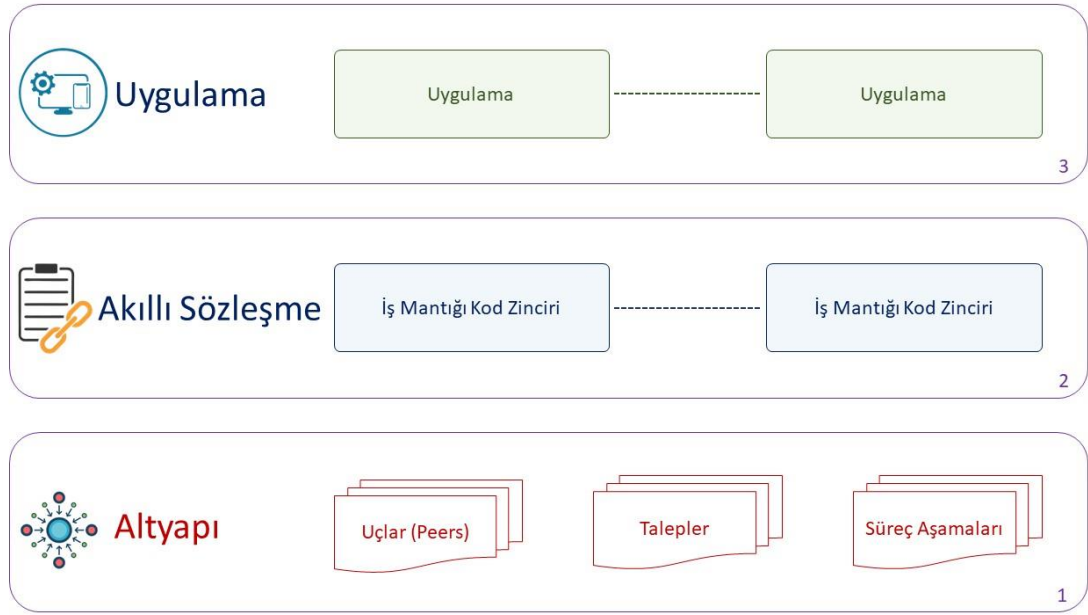 Uygulama
Uygulama
Uygulama
3
Akıllı Sözleşme
İş Mantığı Kod Zinciri
İş Mantığı Kod Zinciri
2
Altyapı
Uçlar (Peers)
Talepler
Süreç Aşamaları
1